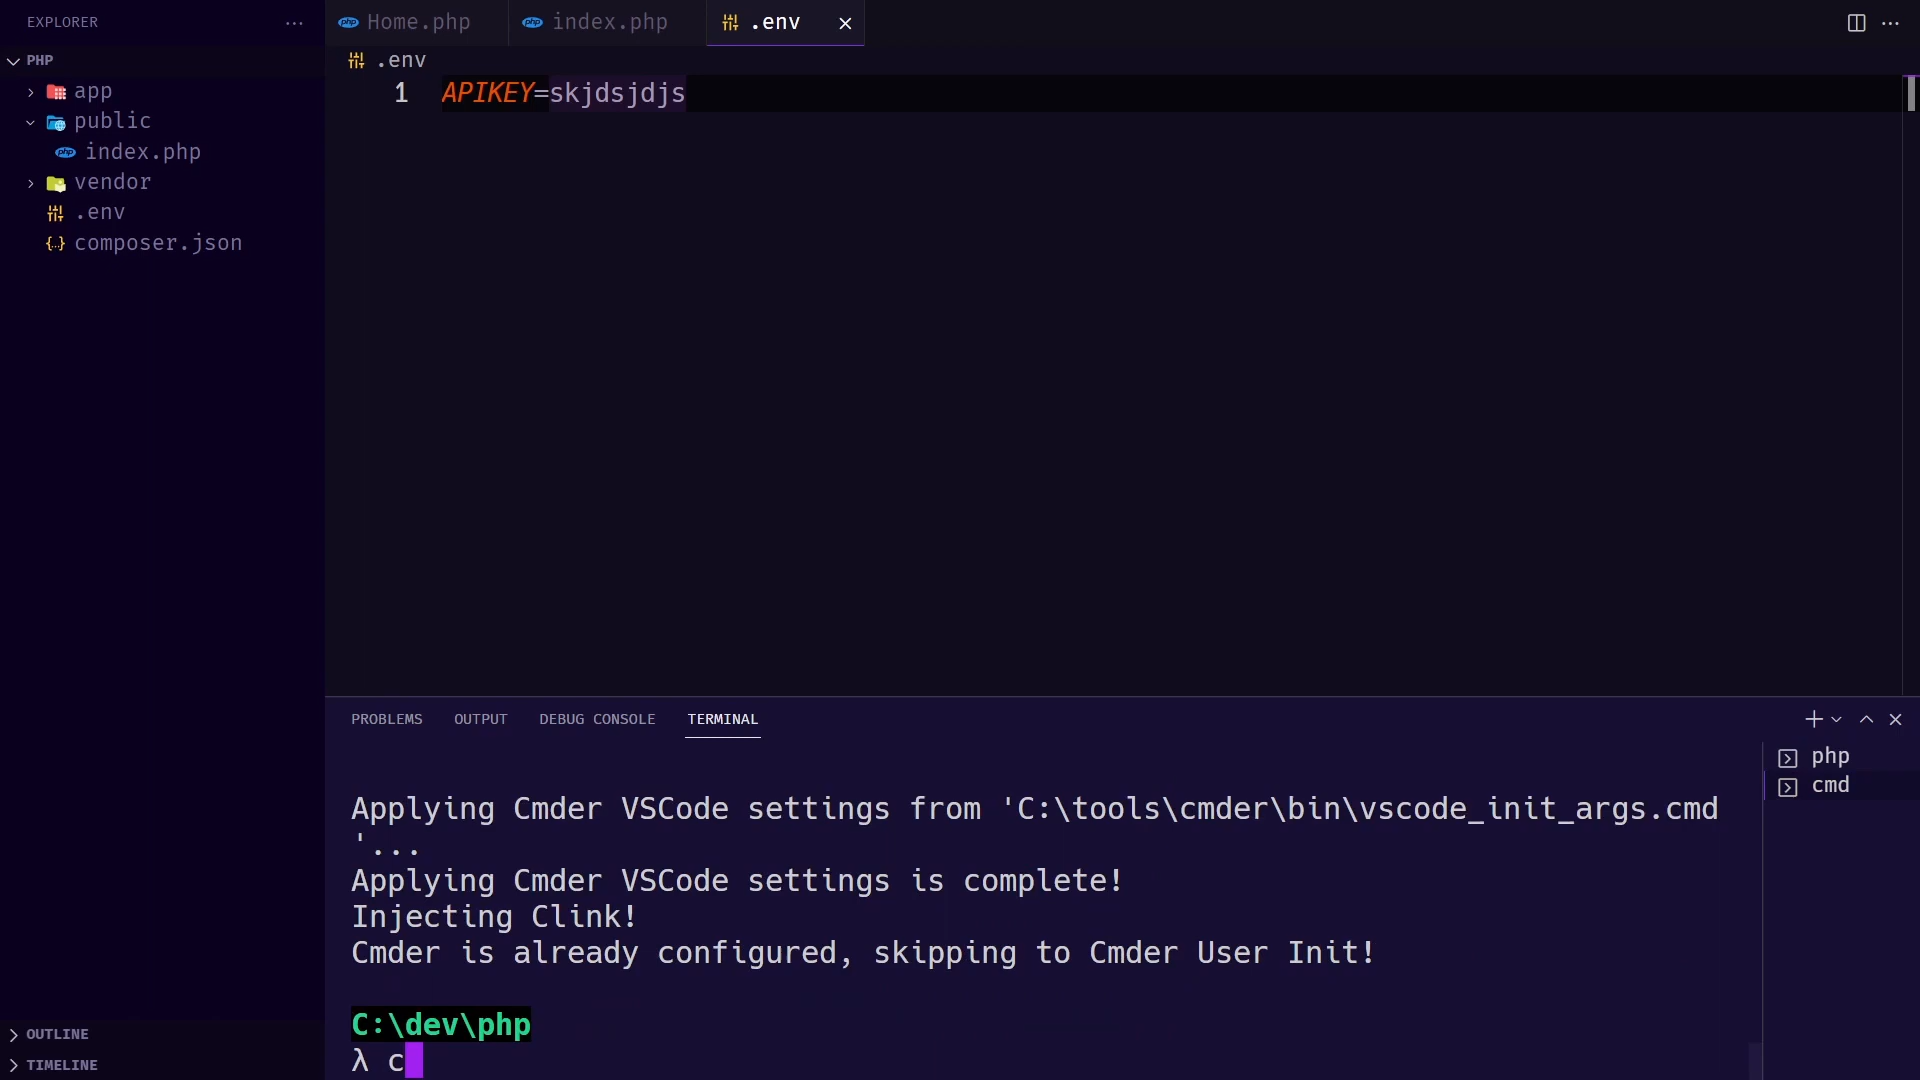 EXPLORER
Home.php
index.php
.env
PHP
.env
app
1 APIKEY=skjdsjdjs
public
index.php
vendor
.env
composer.json
PROBLEMS OUTPUT DEBUG CONSOLE TERMINAL
php
cmd
Applying Cmder VSCode settings from 'C:\tools\cmder\bin\vscode_init_args.cmd
'...
Applying Cmder VSCode settings is complete!
Injecting Clink!
Cmder is already configured, skipping to Cmder User Init!
C:\dev\php
λ c
OUTLINE
TIMELINE